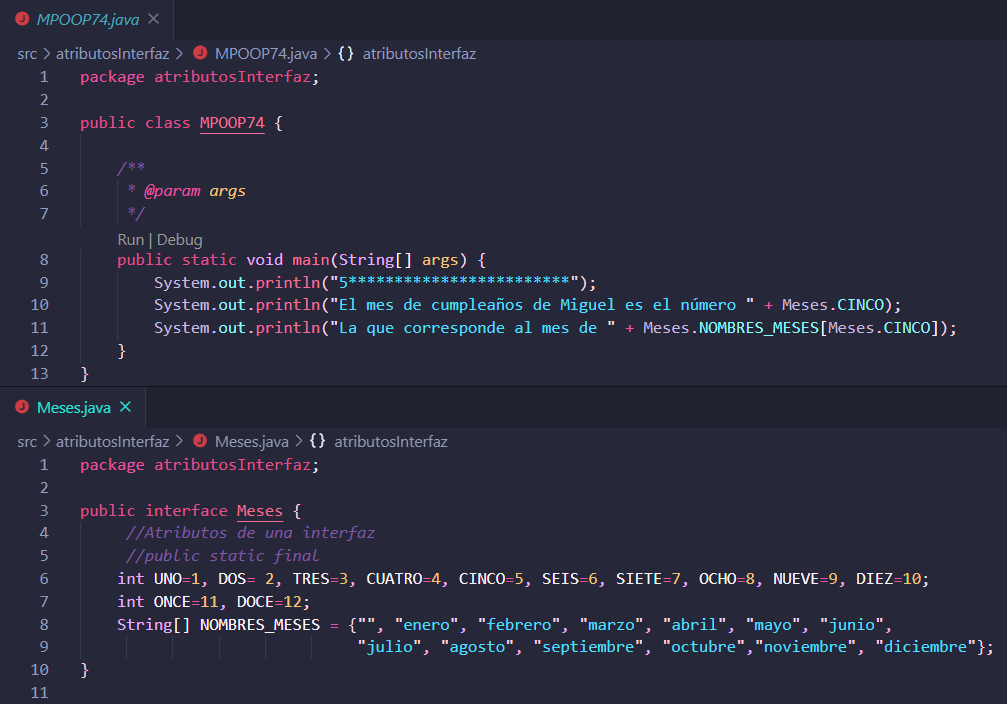 MPOOP74.java
src > atributosInterfaz > MPOOP74.java > {} atributosInterfaz
1 package atributosInterfaz;
2
3 public class MPOOP74 {
4
5 /**
6 * @param args
7 */
Run | Debug
8 public static void main(String[] args) {
9 System.out.println("5************************");
10 System.out.println("El mes de cumpleaños de Miguel es el número " + Meses.CINCO);
11 System.out.println("La que corresponde al mes de " + Meses.NOMBRES_MESES[Meses.CINCO]);
12 }
13 }
Meses.java
src > atributosInterfaz > Meses.java > {} atributosInterfaz
1 package atributosInterfaz;
2
3 public interface Meses {
4 //Atributos de una interfaz
5 //public static final
6 int UNO=1, DOS= 2, TRES=3, CUATRO=4, CINCO=5, SEIS=6, SIETE=7, OCHO=8, NUEVE=9, DIEZ=10;
7 int ONCE=11, DOCE=12;
8 String[] NOMBRES_MESES = {"", "enero", "febrero", "marzo", "abril", "mayo", "junio",
9 "julio", "agosto", "septiembre", "octubre","noviembre", "diciembre"};
10 }
11